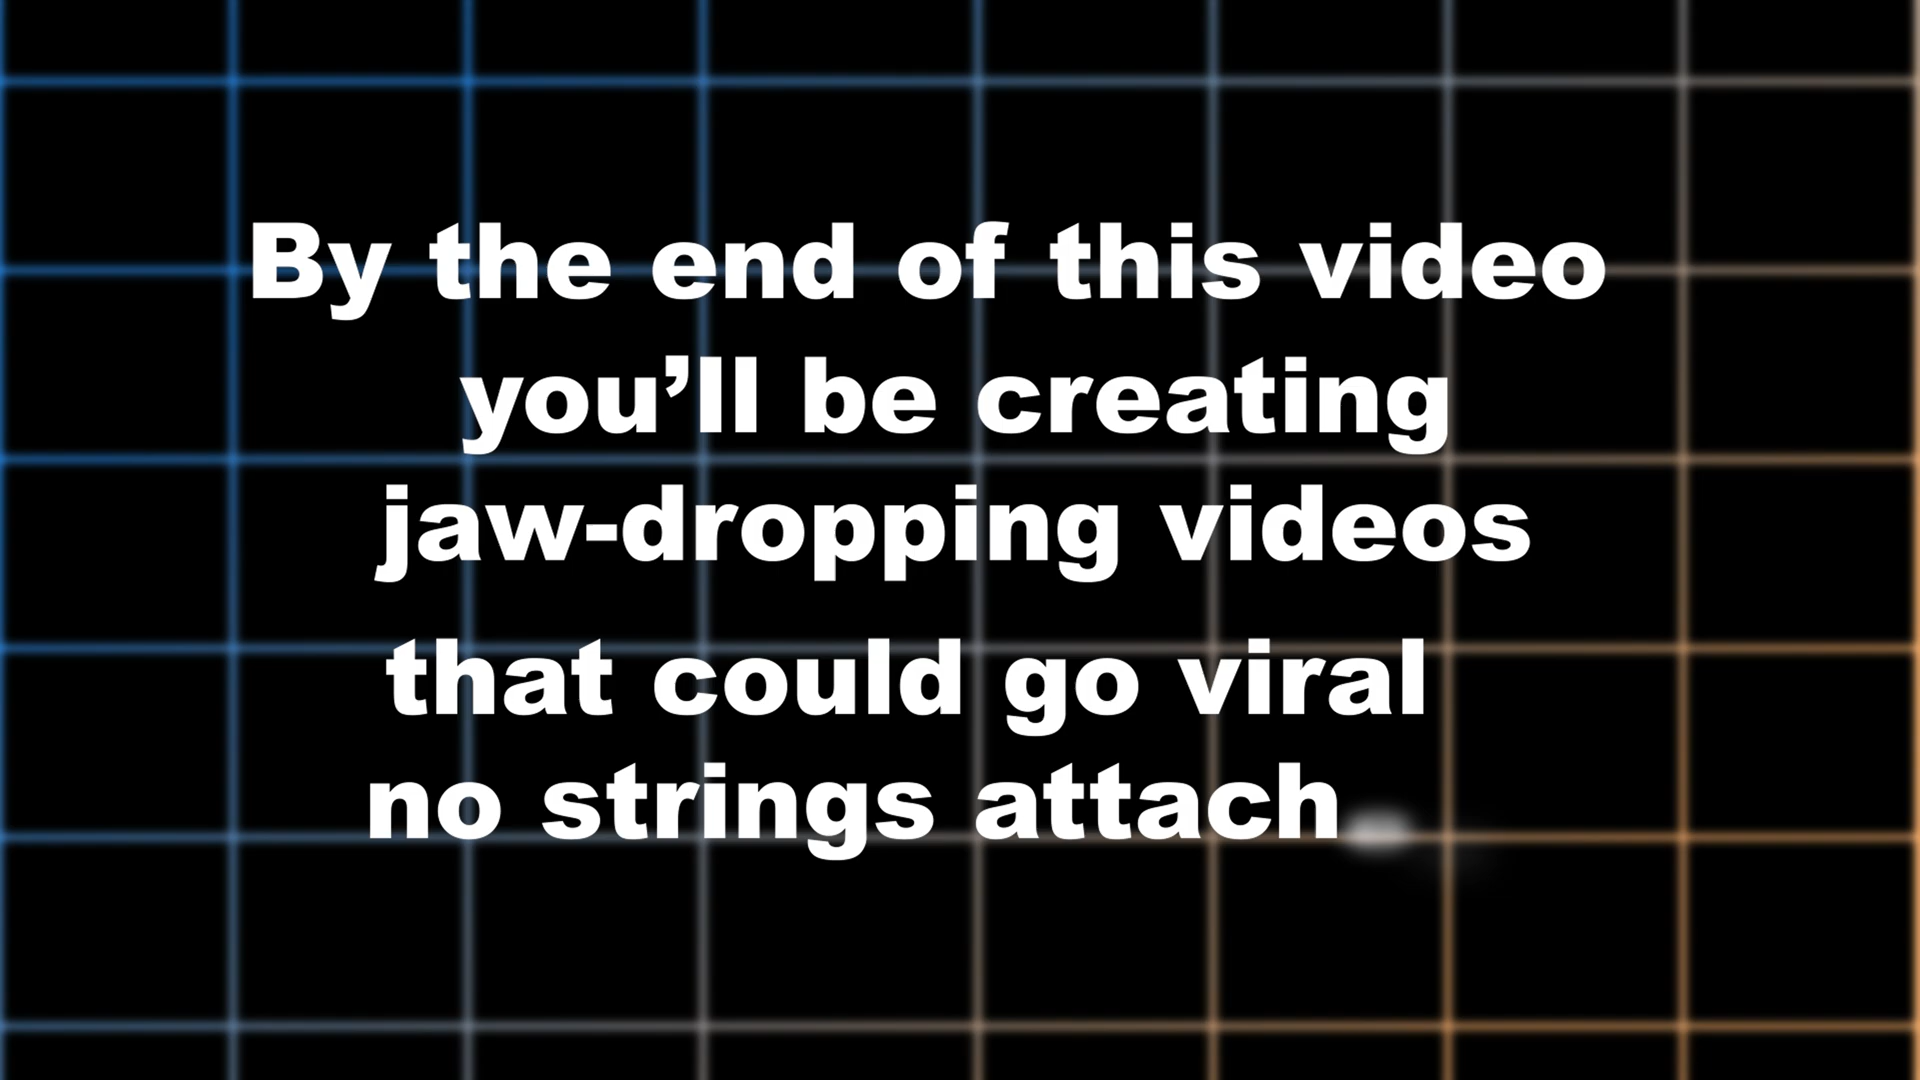 By the end of this video
you’ll be creating
jaw-dropping videos
that could go viral
no strings attach